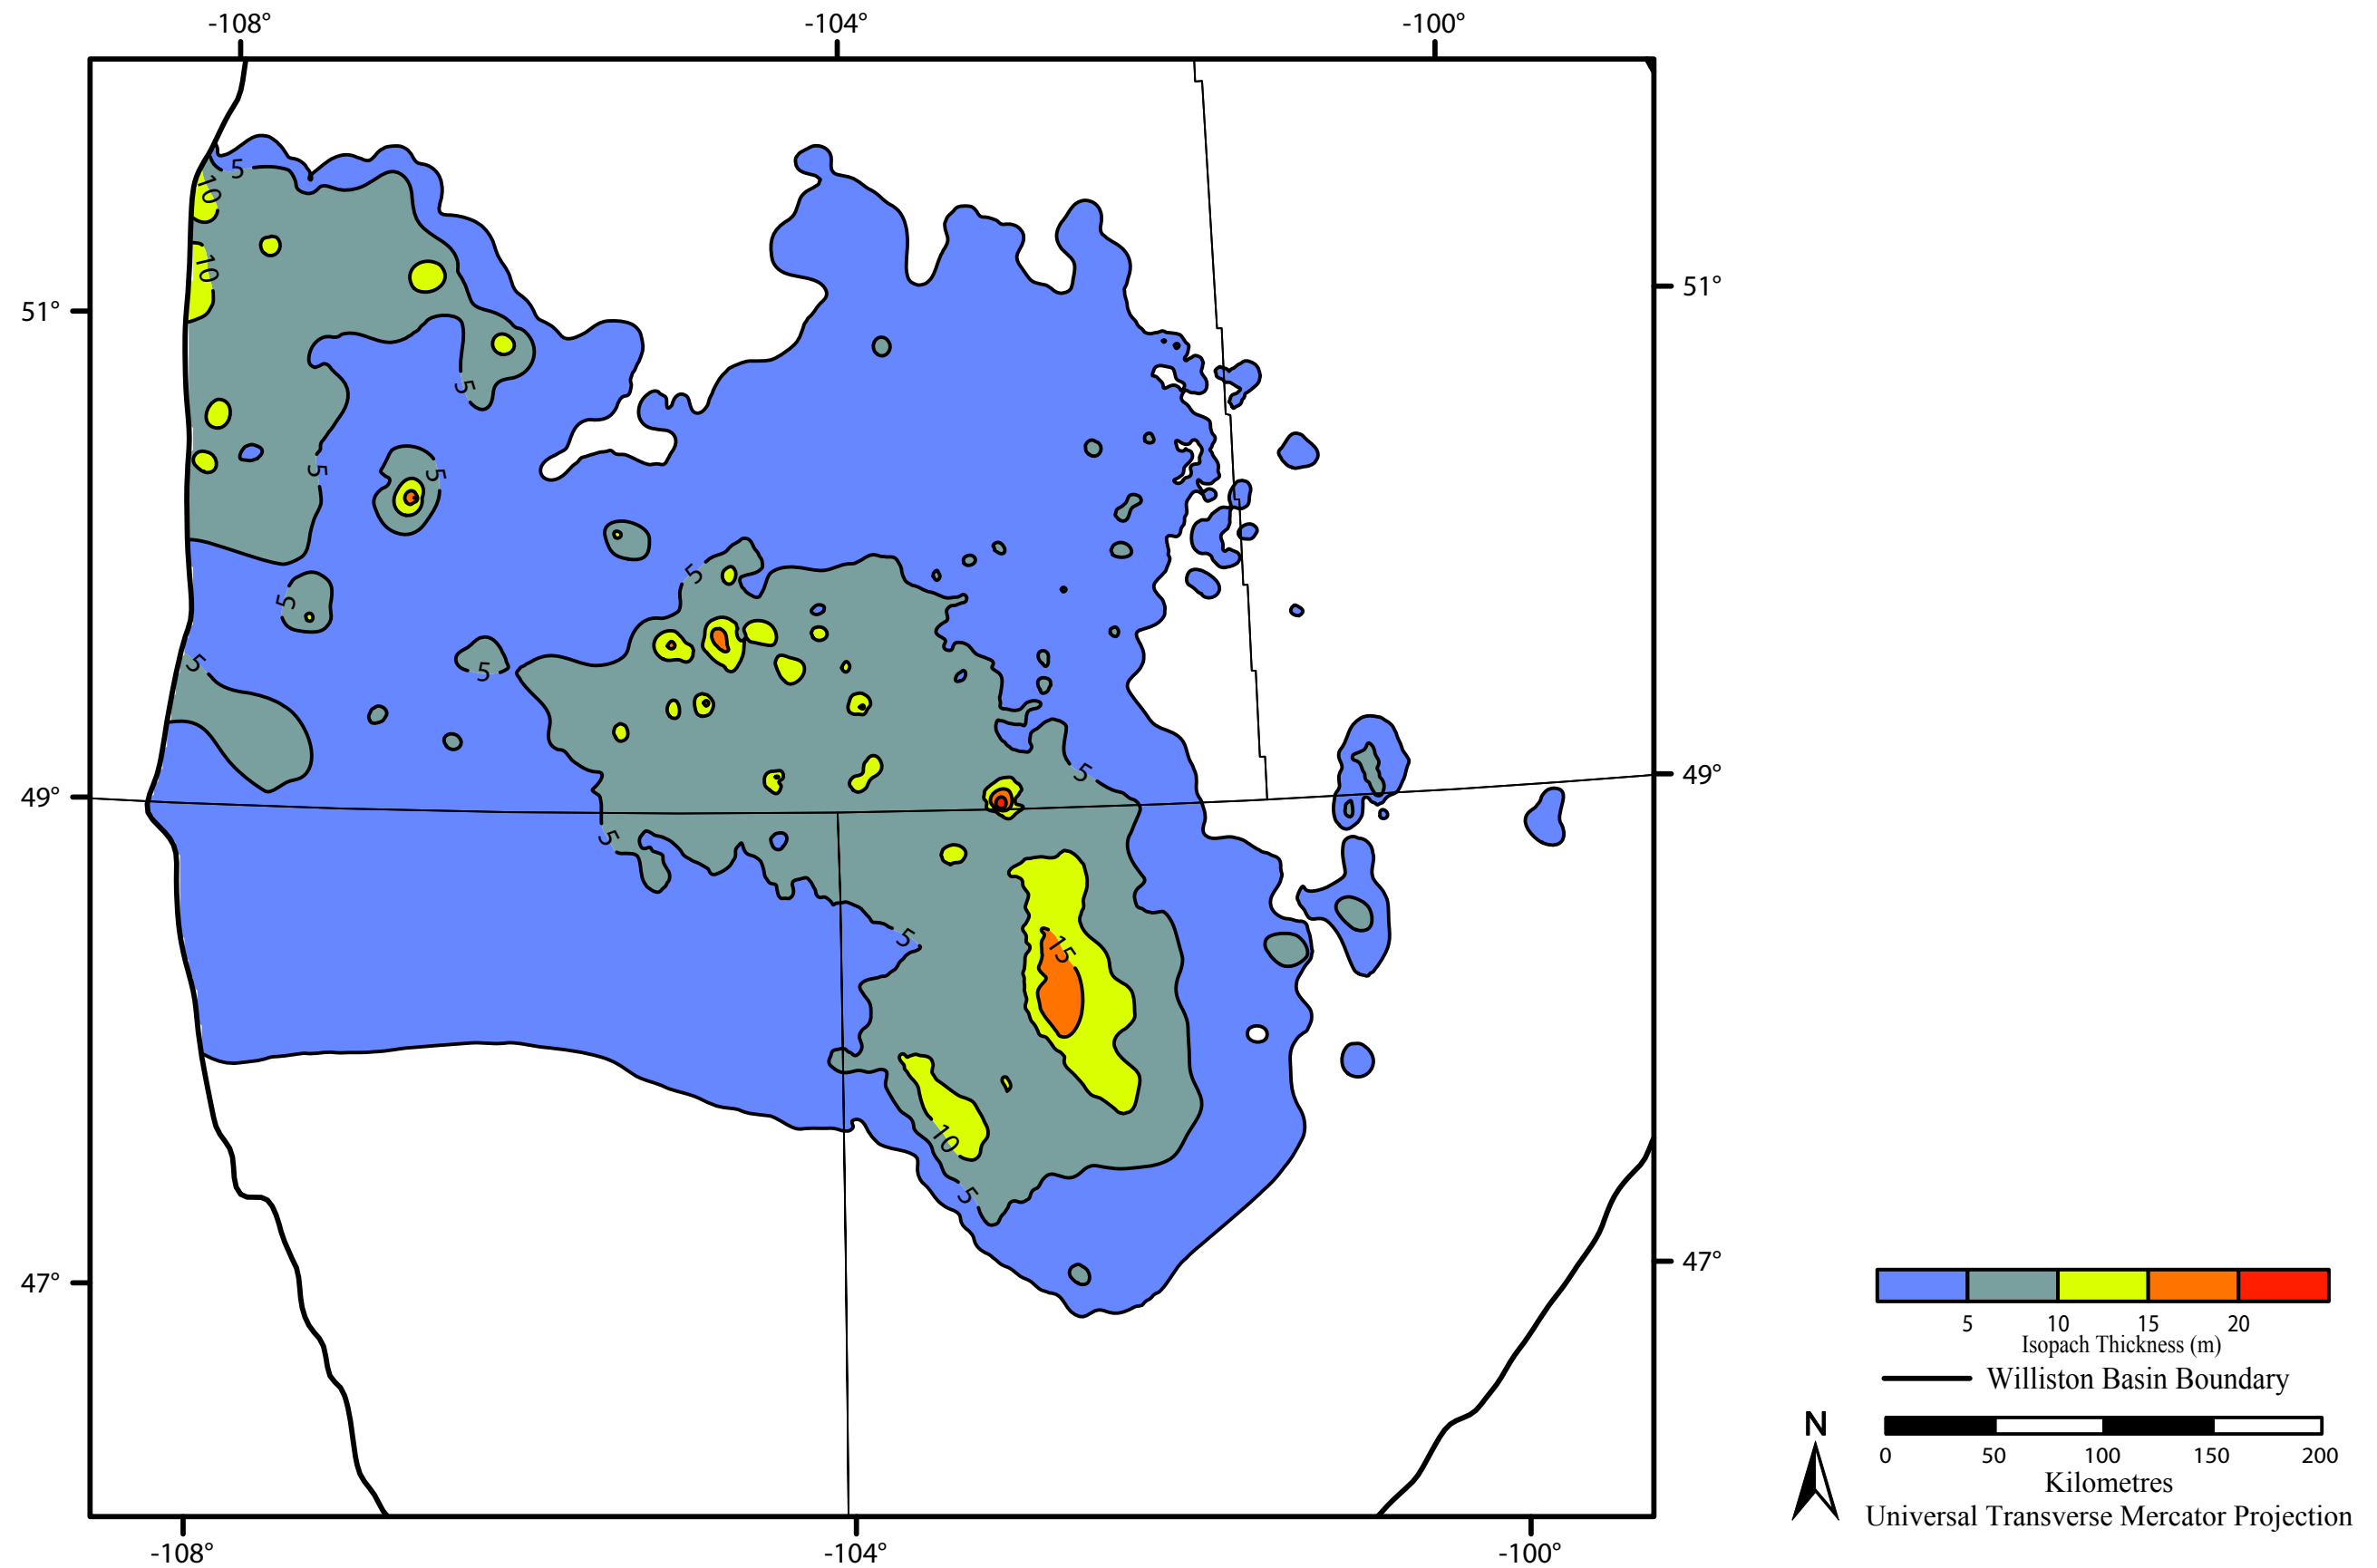 -108° -104° -100°
5
10
10
51° 51°
5
5 5
5
5
5 5
5
49° 49°
5
5
15
10
5
47° 47°
5 10 15 20
Isopach Thickness (m)
Williston Basin Boundary
N
0 50 100 150 200
Kilometres
Universal Transverse Mercator Projection
-108° -104° -100°